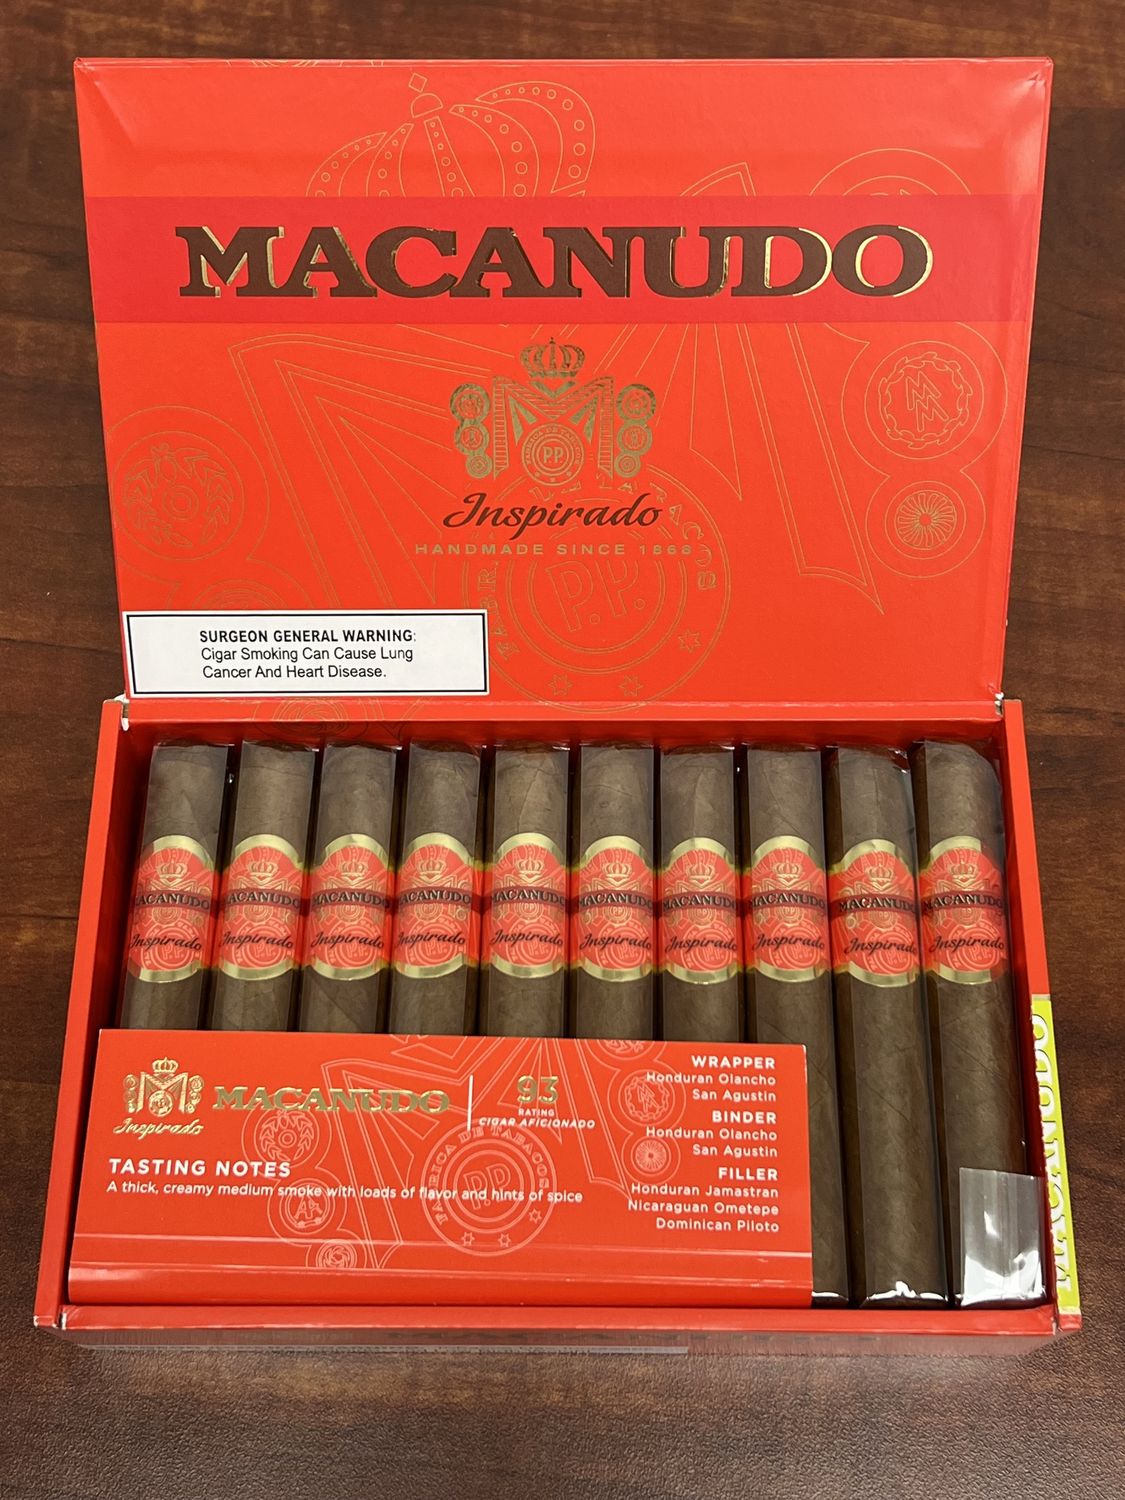 MACANUDO
P.P.
Inspirado
HANDMADE SINCE 1868
P.P.
SURGEON GENERAL WARNING:
Cigar Smoking Can Cause Lung
Cancer And Heart Disease.
MACANUDO MACANUDO MACANUDO MACANUDO MACANUDO MACANUDO MACANUDO MACANUDO MACANUDO MACANUDO
Inspirado Inspirado Inspirado Inspirado Inspirado Inspirado Inspirado Inspirado Inspirado Inspirado
MACANUDO
Inspirado
93
RATING
CIGAR AFICIONADO
TASTING NOTES
A thick, creamy medium smoke with loads of flavor and hints of spice
FABRICA DE TABACOS
P.P.
WRAPPER
Honduran Olancho
San Agustin
BINDER
Honduran Olancho
San Agustin
FILLER
Honduran Jamastran
Nicaraguan Ometepe
Dominican Piloto
MACANUDO